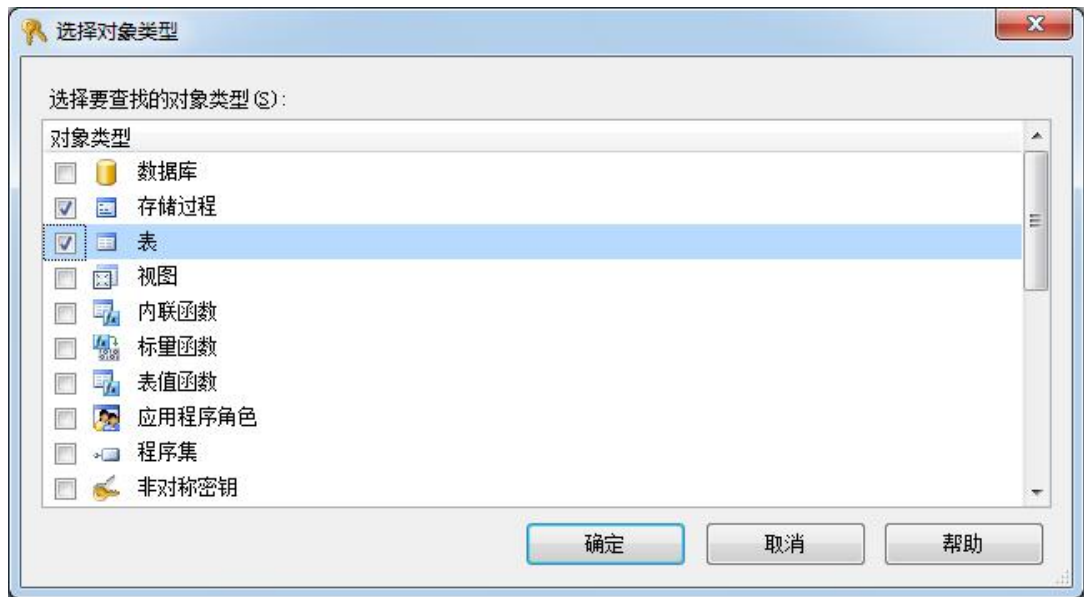 选择对象类型
选择要查找的对象类型(S):
对象类型
数据库
存储过程
表
视图
内联函数
标量函数
表值函数
应用程序角色
程序集
非对称密钥
确定
取消
帮助